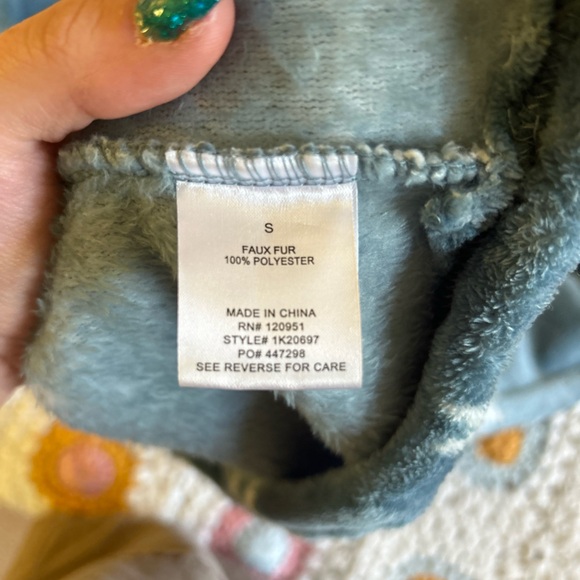 S
FAUX FUR
100% POLYESTER
MADE IN CHINA
RN# 120951
STYLE# 1K20697
PO# 447298
SEE REVERSE FOR CARE